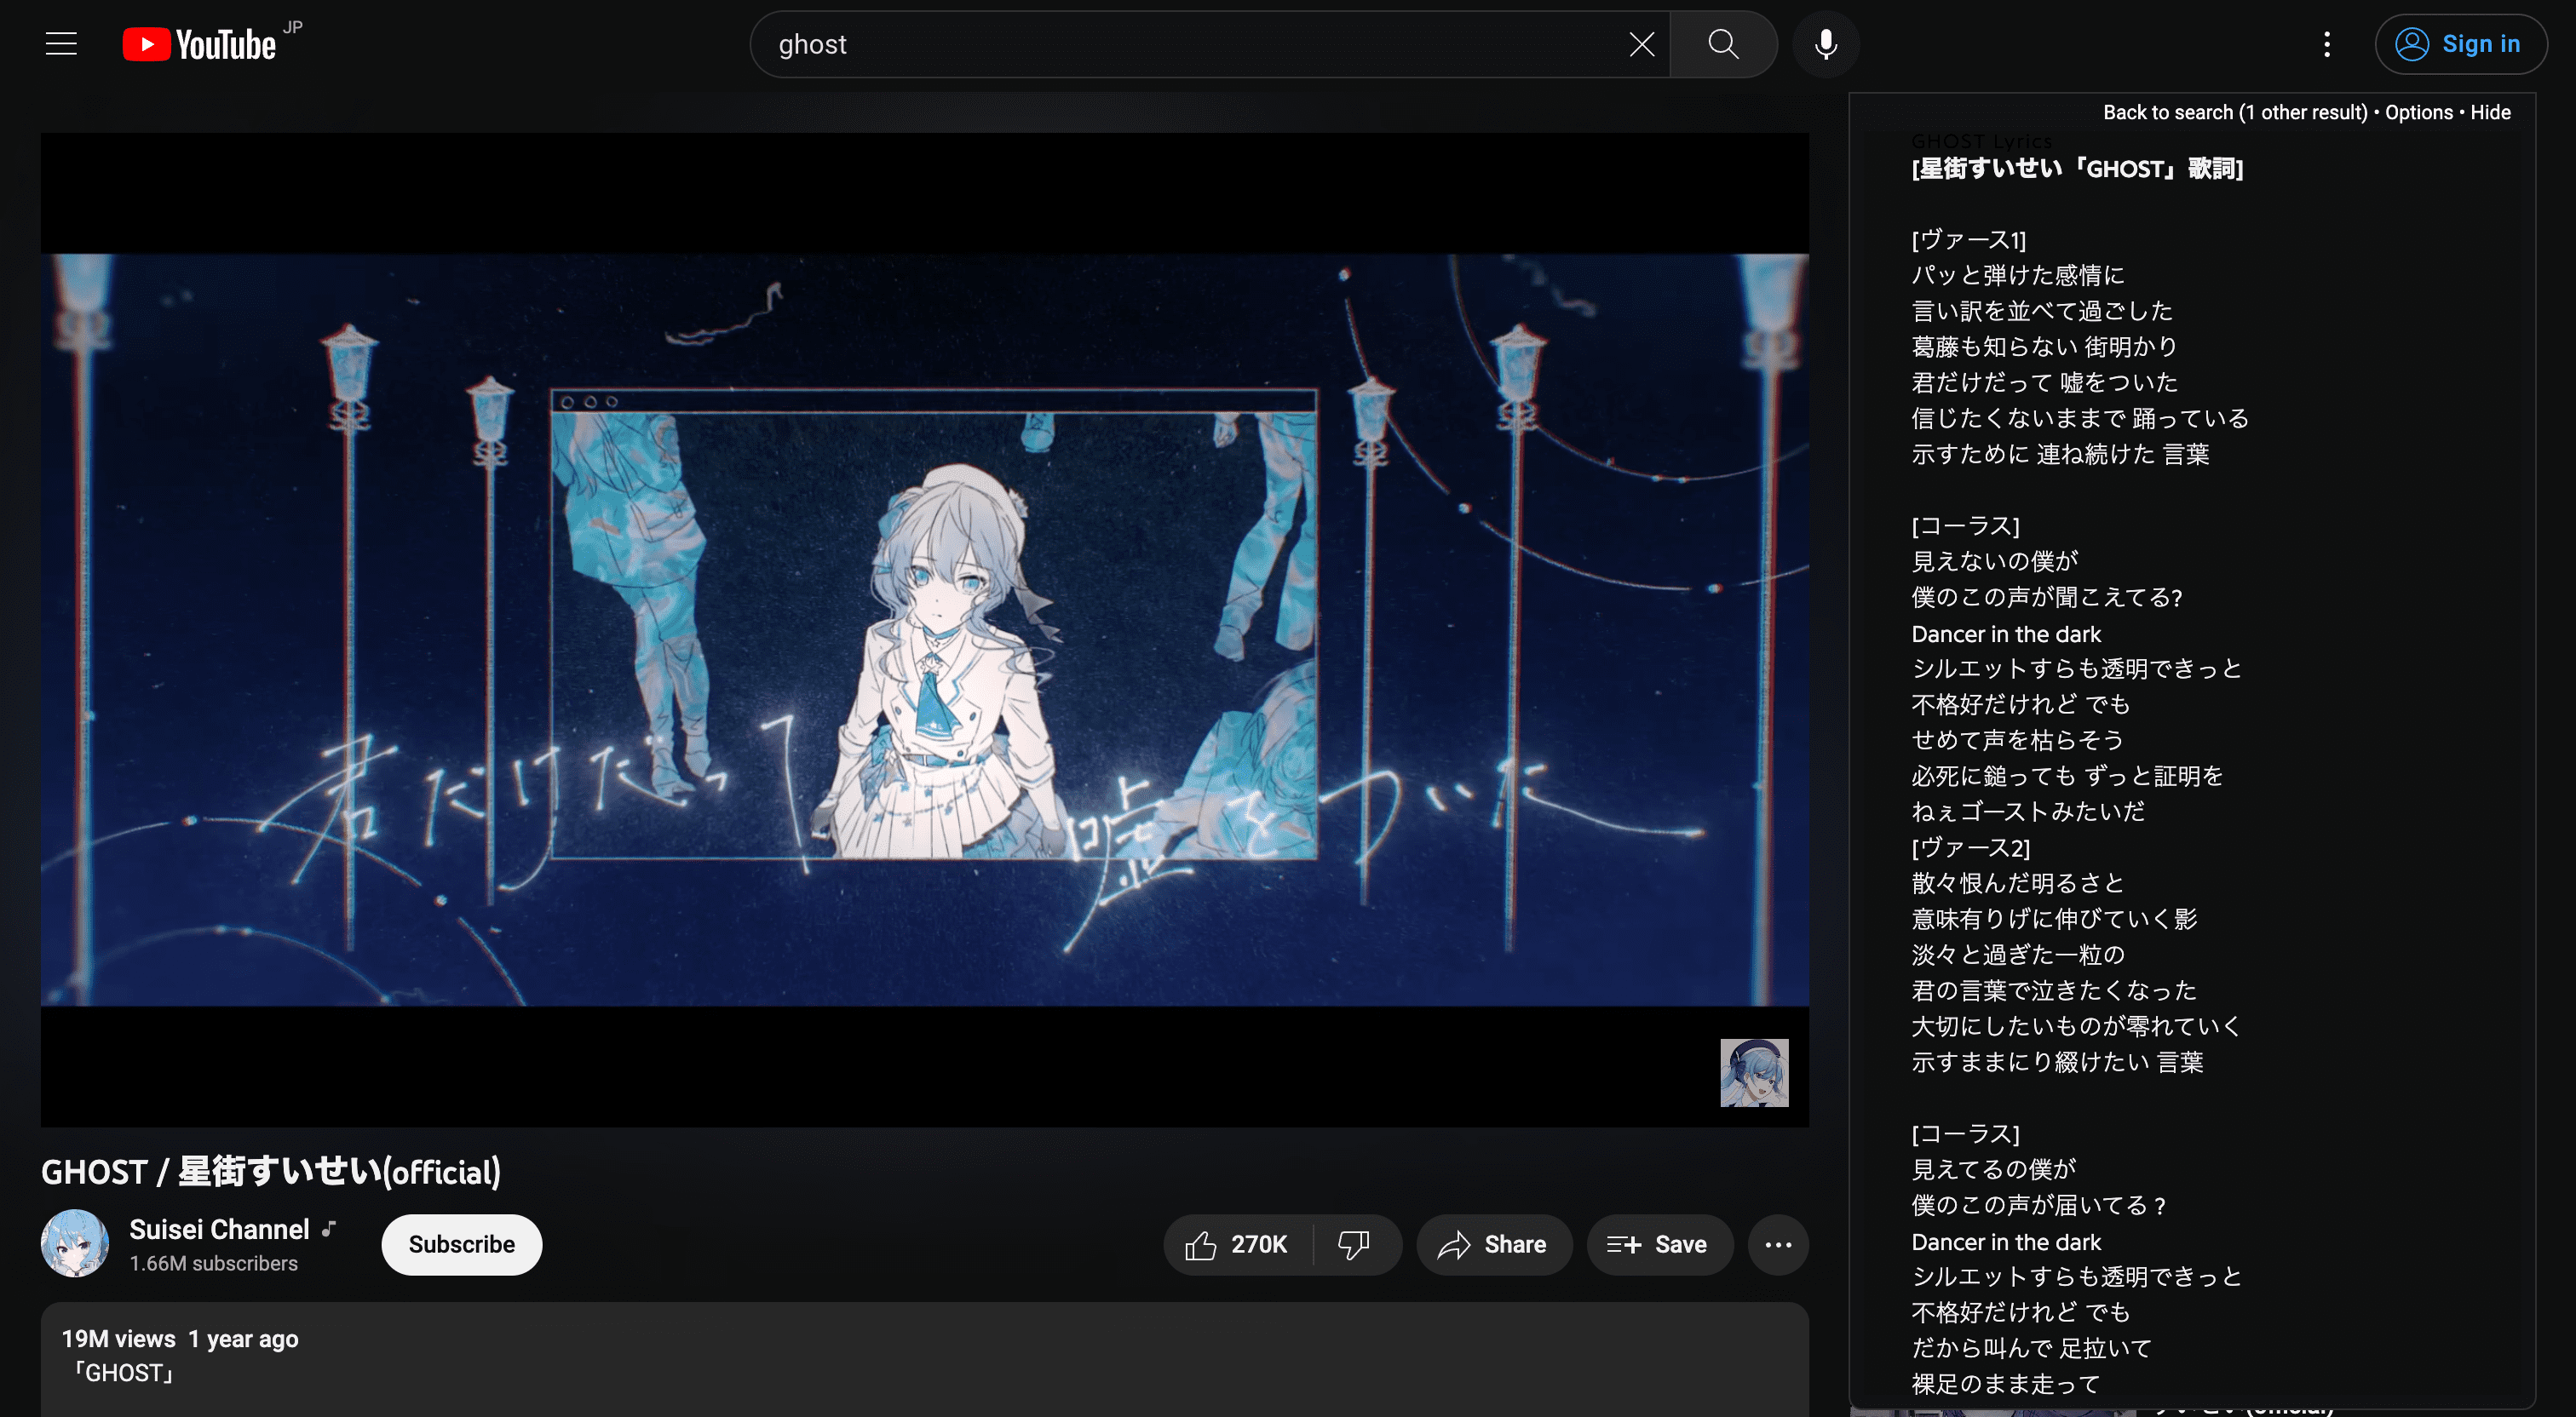 YouTube JP
ghost
Sign in
GHOST / 星街すいせい(official)
Suisei Channel
1.66M subscribers
Subscribe
270K
Share
Save
19M views 1 year ago
「GHOST」
君だけだって 嘘をついた
Back to search (1 other result) • Options • Hide
GHOST Lyrics
[星街すいせい「GHOST」歌詞]
[ヴァース1]
パッと弾けた感情に
言い訳を並べて過ごした
葛藤も知らない 街明かり
君だけだって 嘘をついた
信じたくないままで 踊っている
示すために 連ね続けた 言葉
[コーラス]
見えないの僕が
僕のこの声が聞こえてる?
Dancer in the dark
シルエットすらも透明できっと
不格好だけれど でも
せめて声を枯らそう
必死に鎚っても ずっと証明を
ねぇゴーストみたいだ
[ヴァース2]
散々恨んだ明るさと
意味有りげに伸びていく影
淡々と過ぎた一粒の
君の言葉で泣きたくなった
大切にしたいものが零れていく
示すままにり綴けたい 言葉
[コーラス]
見えてるの僕が
僕のこの声が届いてる？
Dancer in the dark
シルエットすらも透明できっと
不格好だけれど でも
だから叫んで 足拉いて
裸足のまま走って
すいせい(official)